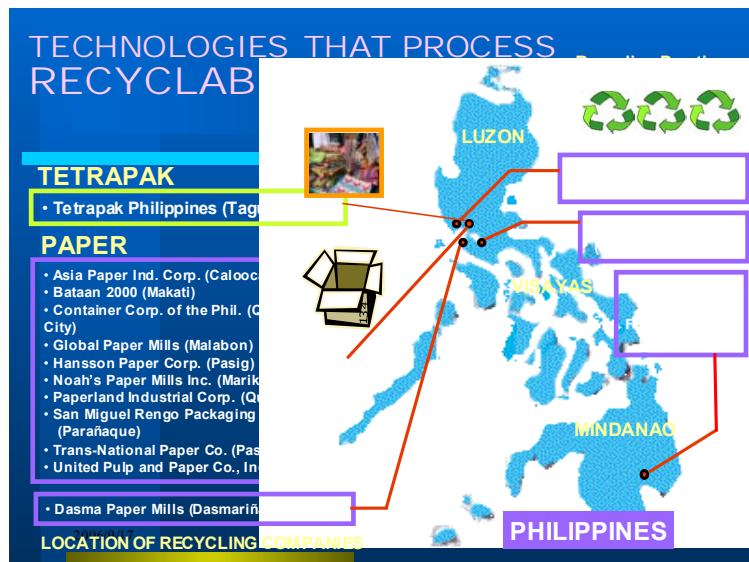 TECHNOLOGIES THAT PROCESS
RECYCLAB
LUZON
TETRAPAK
• Tetrapak Philippines (Tagu
PAPER
• Asia Paper Ind. Corp. (Calooc
• Bataan 2000 (Makati)
• Container Corp. of the Phil. (Q
City)
• Global Paper Mills (Malabon)
• Hansson Paper Corp. (Pasig)
• Noah's Paper Mills Inc. (Marik
• Paperland Industrial Corp. (Qu
• San Miguel Rengo Packaging
(Parañaque)
• Trans-National Paper Co. (Pas
• United Pulp and Paper Co., In
VISAYAS
MINDANAO
• Dasma Paper Mills (Dasmariñ
PHILIPPINES
LOCATION OF RECYCLING COMPANIES